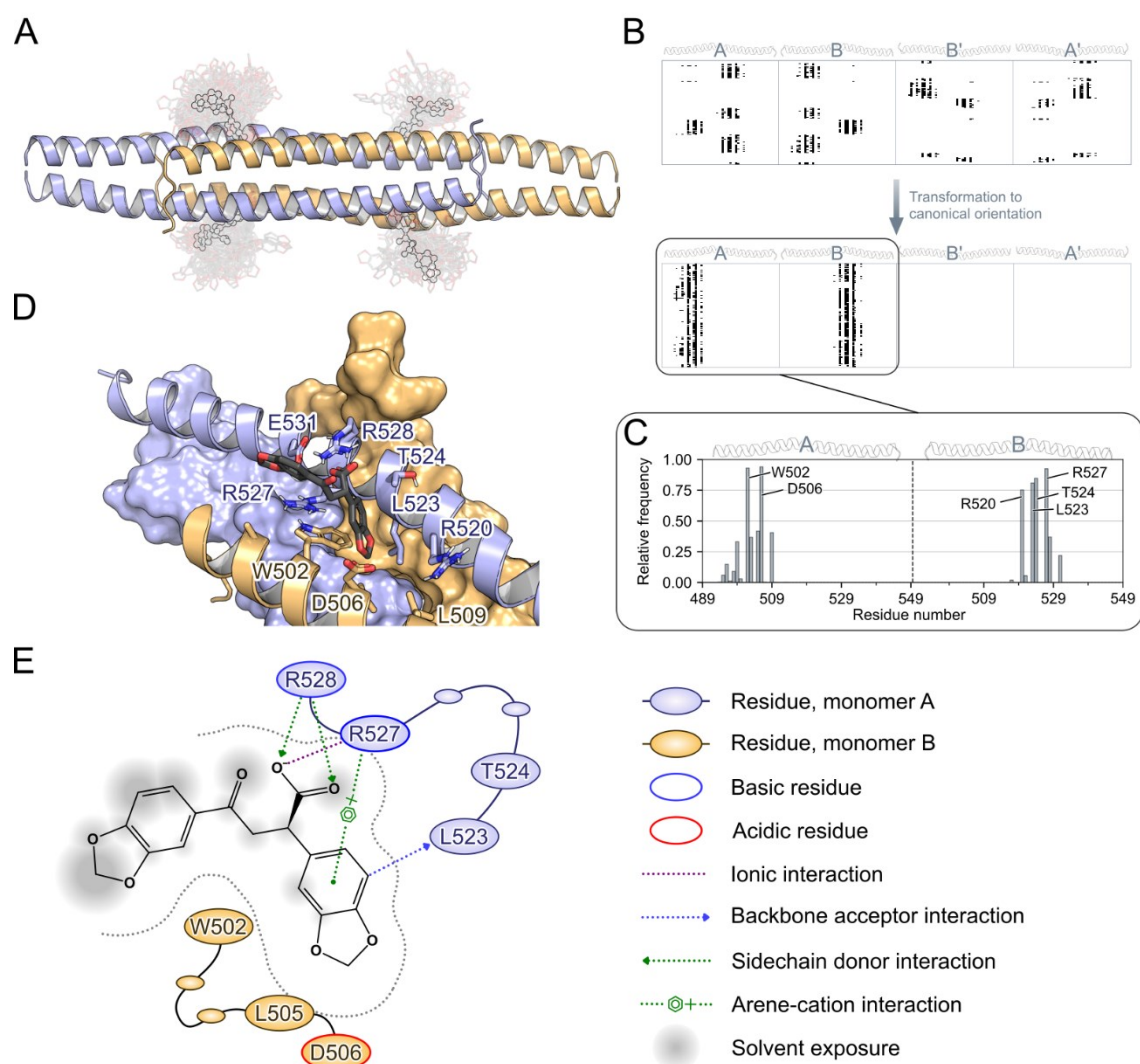 A
B
A
B
B'
A'
Transformation to
canonical orientation
A
B
B'
A'
D
E531
R528
T524
R527
L523
R520
W502
D506
L509
C
A
B
Relative frequency
1.00
0.75
0.50
0.25
0.00
W502
D506
R520
R527
T524
L523
489
509
529
549
509
529
549
Residue number
E
R528
R527
T524
L523
O
O
O
O
O
O
O
+
W502
L505
D506
Residue, monomer A
Residue, monomer B
Basic residue
Acidic residue
Ionic interaction
Backbone acceptor interaction
Sidechain donor interaction
+
Arene-cation interaction
Solvent exposure